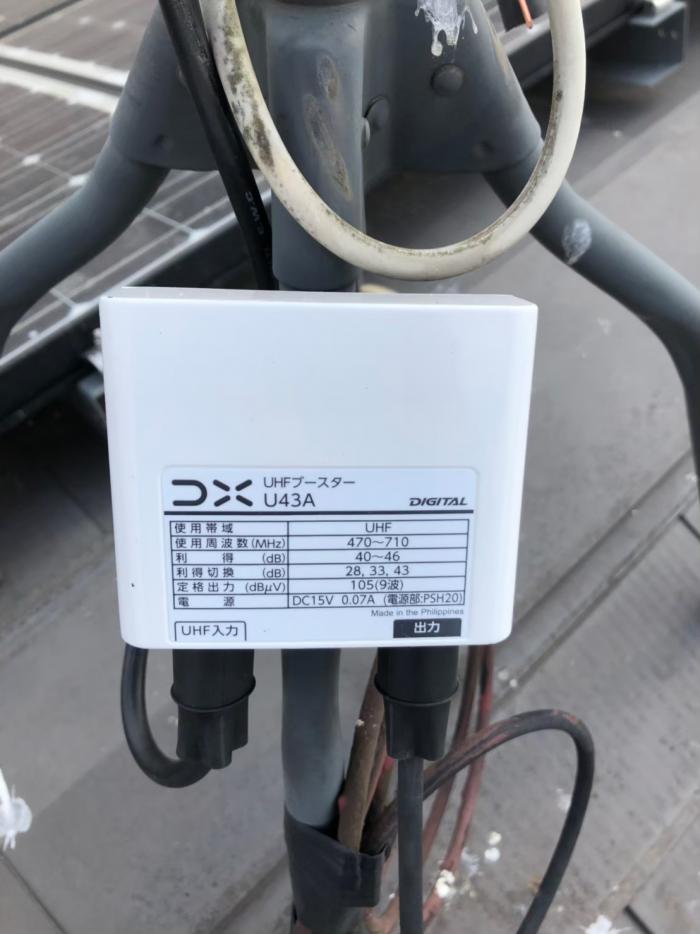 DX UHFブースター
U43A
DIGITAL
使用帯域 UHF
使用周波数(MHz) 470～710
利得 (dB) 40～46
利得切換 (dB) 28, 33, 43
定格出力 (dBμV) 105(9波)
電源 DC15V 0.07A (電源部:PSH20)
Made in the Philippines
UHF入力 出力